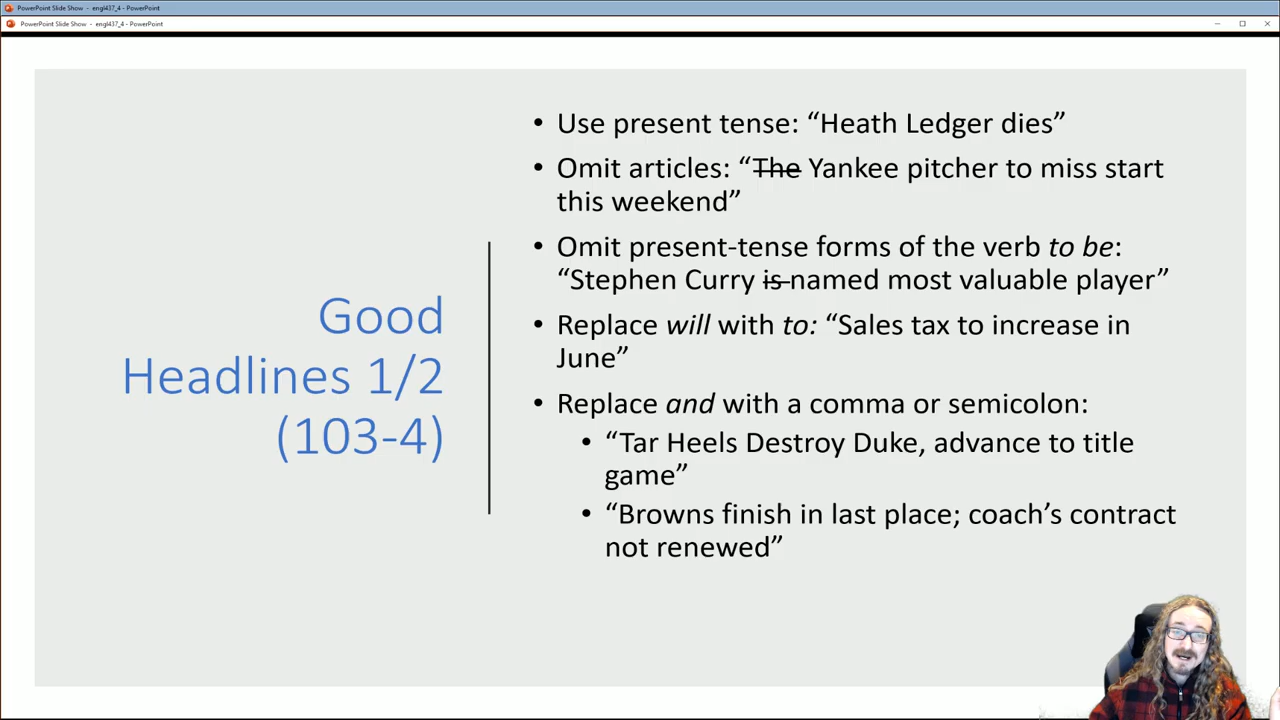 PowerPoint Slide Show - engl437_4 - PowerPoint
PowerPoint Slide Show - engl437_4 - PowerPoint
Good
Headlines 1/2
(103-4)
• Use present tense: “Heath Ledger dies”
• Omit articles: “The Yankee pitcher to miss start
this weekend”
• Omit present-tense forms of the verb to be:
“Stephen Curry is named most valuable player”
• Replace will with to: “Sales tax to increase in
June”
• Replace and with a comma or semicolon:
• “Tar Heels Destroy Duke, advance to title
game”
• “Browns finish in last place; coach’s contract
not renewed”